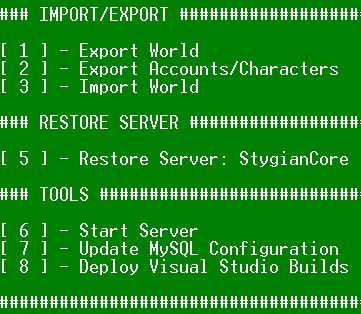 ### IMPORT/EXPORT ##################
[ 1 ] - Export World
[ 2 ] - Export Accounts/Characters
[ 3 ] - Import World
### RESTORE SERVER #################
[ 5 ] - Restore Server: StygianCore
### TOOLS ##########################
[ 6 ] - Start Server
[ 7 ] - Update MySQL Configuration
[ 8 ] - Deploy Visual Studio Builds
####################################